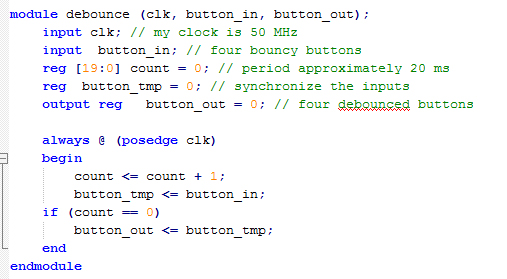 module debounce (clk, button_in, button_out);
input clk; // my clock is 50 MHz
input button_in; // four bouncy buttons
reg [19:0] count = 0; // period approximately 20 ms
reg button_tmp = 0; // synchronize the inputs
output reg button_out = 0; // four debounced buttons
always @ (posedge clk)
begin
count <= count + 1;
button_tmp <= button_in;
if (count == 0)
button_out <= button_tmp;
end
endmodule